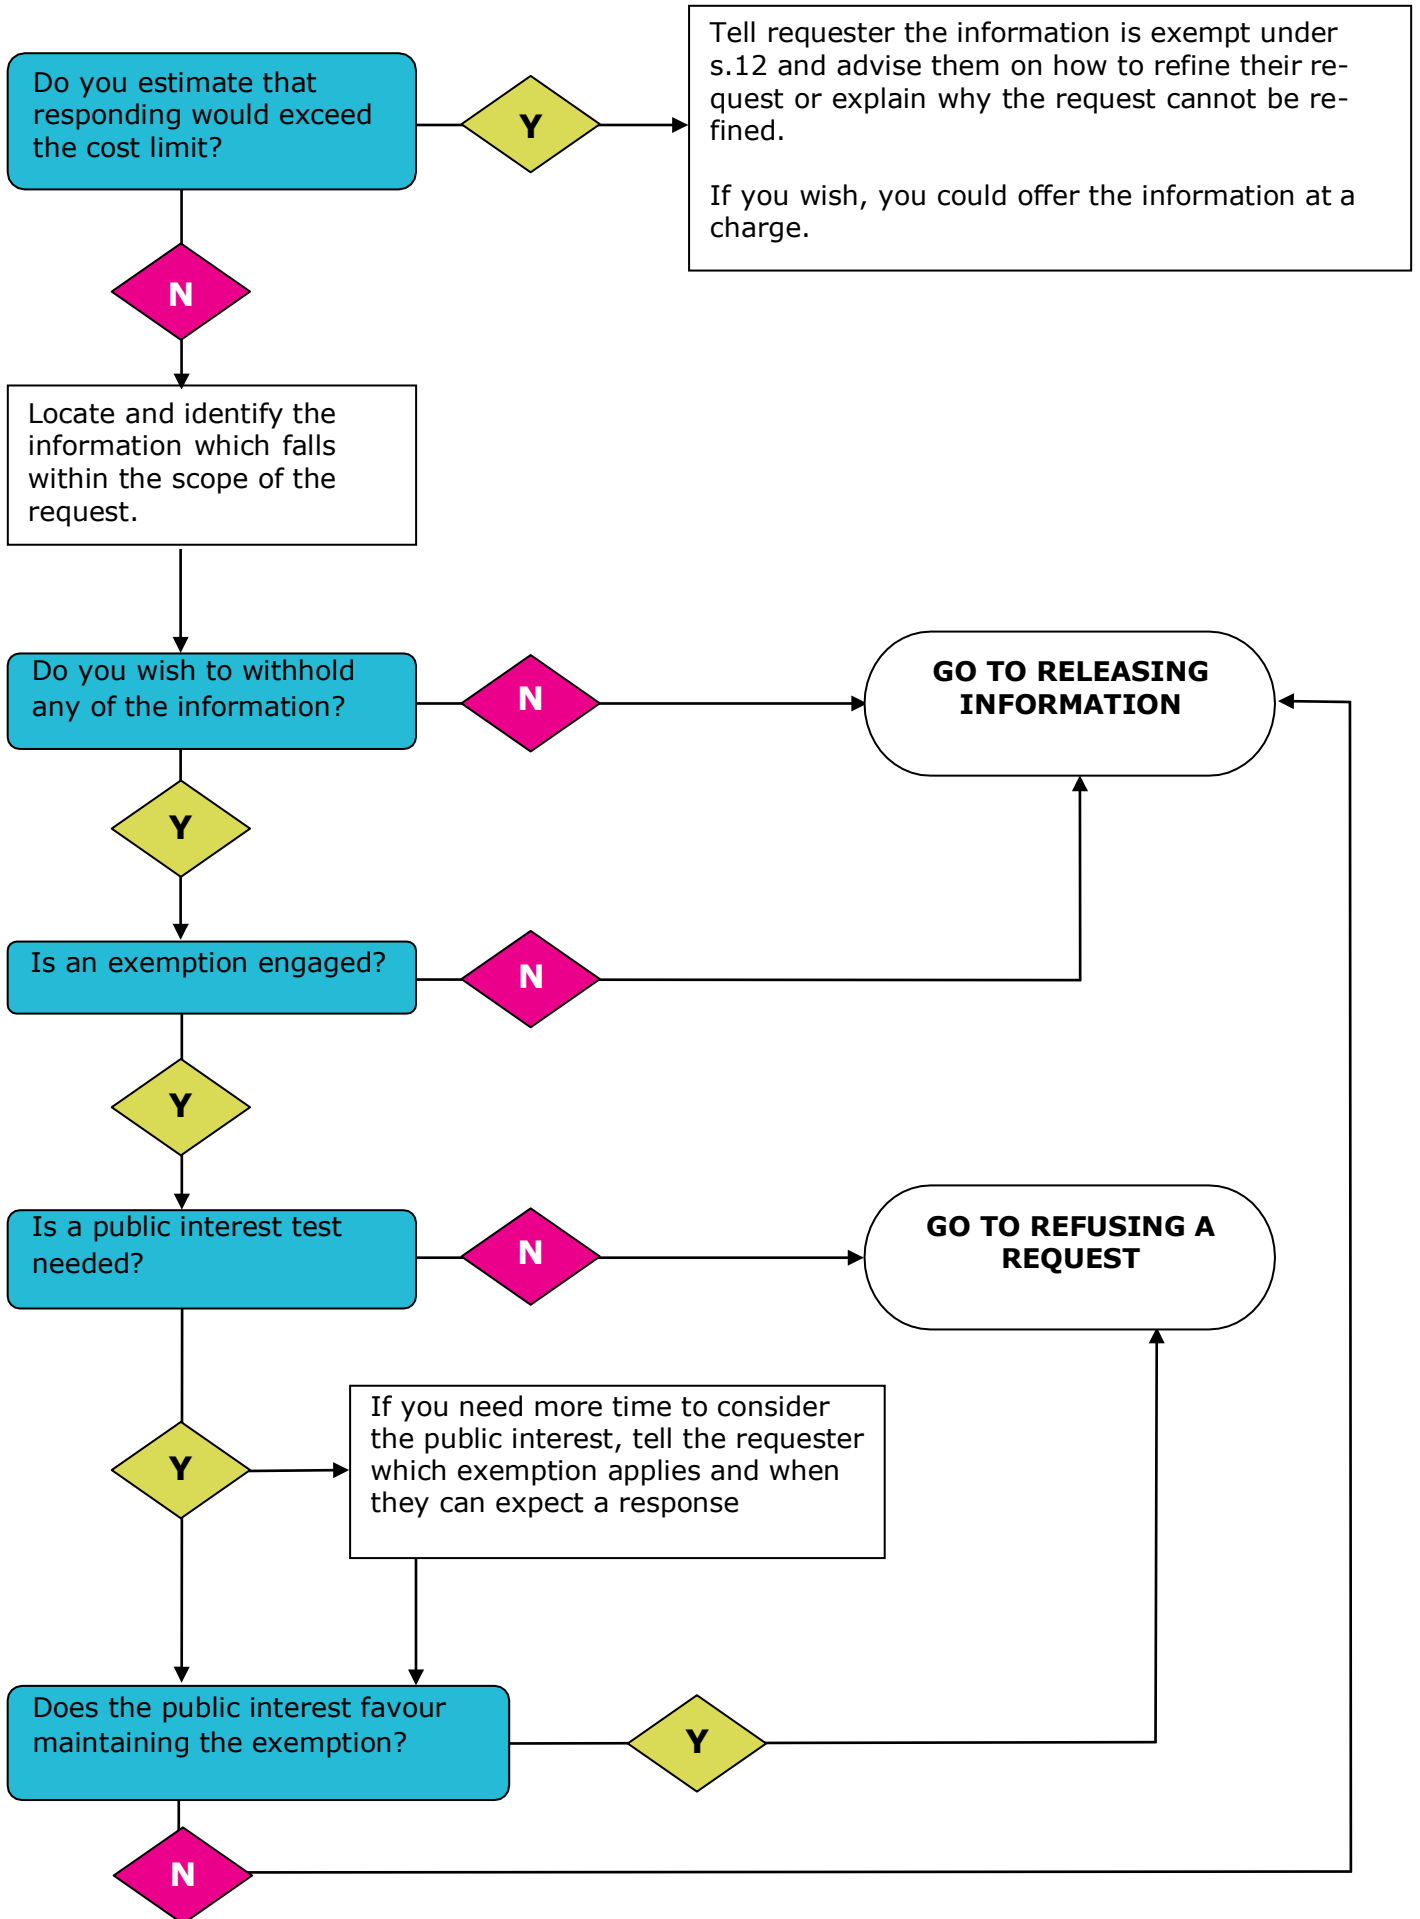 Do you estimate that
responding would exceed
the cost limit?
Y
Tell requester the information is exempt under
s.12 and advise them on how to refine their re-
quest or explain why the request cannot be re-
fined.
If you wish, you could offer the information at a
charge.
N
Locate and identify the
information which falls
within the scope of the
request.
Do you wish to withhold
any of the information?
N
GO TO RELEASING
INFORMATION
Y
Is an exemption engaged?
N
Y
Is a public interest test
needed?
N
GO TO REFUSING A
REQUEST
Y
If you need more time to consider
the public interest, tell the requester
which exemption applies and when
they can expect a response
Does the public interest favour
maintaining the exemption?
Y
N